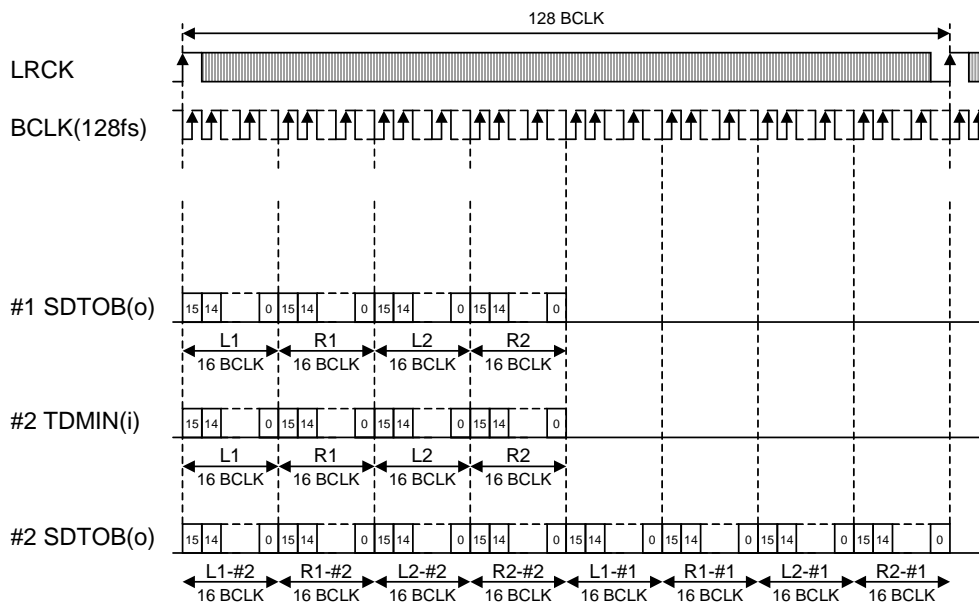 128 BCLK
LRCK
BCLK(128fs)
#1 SDTOB(o)
15 14 0 15 14 0 15 14 0 15 14 0
L1 R1 L2 R2
16 BCLK 16 BCLK 16 BCLK 16 BCLK
#2 TDMIN(i)
15 14 0 15 14 0 15 14 0 15 14 0
L1 R1 L2 R2
16 BCLK 16 BCLK 16 BCLK 16 BCLK
#2 SDTOB(o)
15 14 0 15 14 0 15 14 0 15 14 0 15 14 0 15 14 0 15 14 0 15 14 0
L1-#2 R1-#2 L2-#2 R2-#2 L1-#1 R1-#1 L2-#1 R2-#1
16 BCLK 16 BCLK 16 BCLK 16 BCLK 16 BCLK 16 BCLK 16 BCLK 16 BCLK